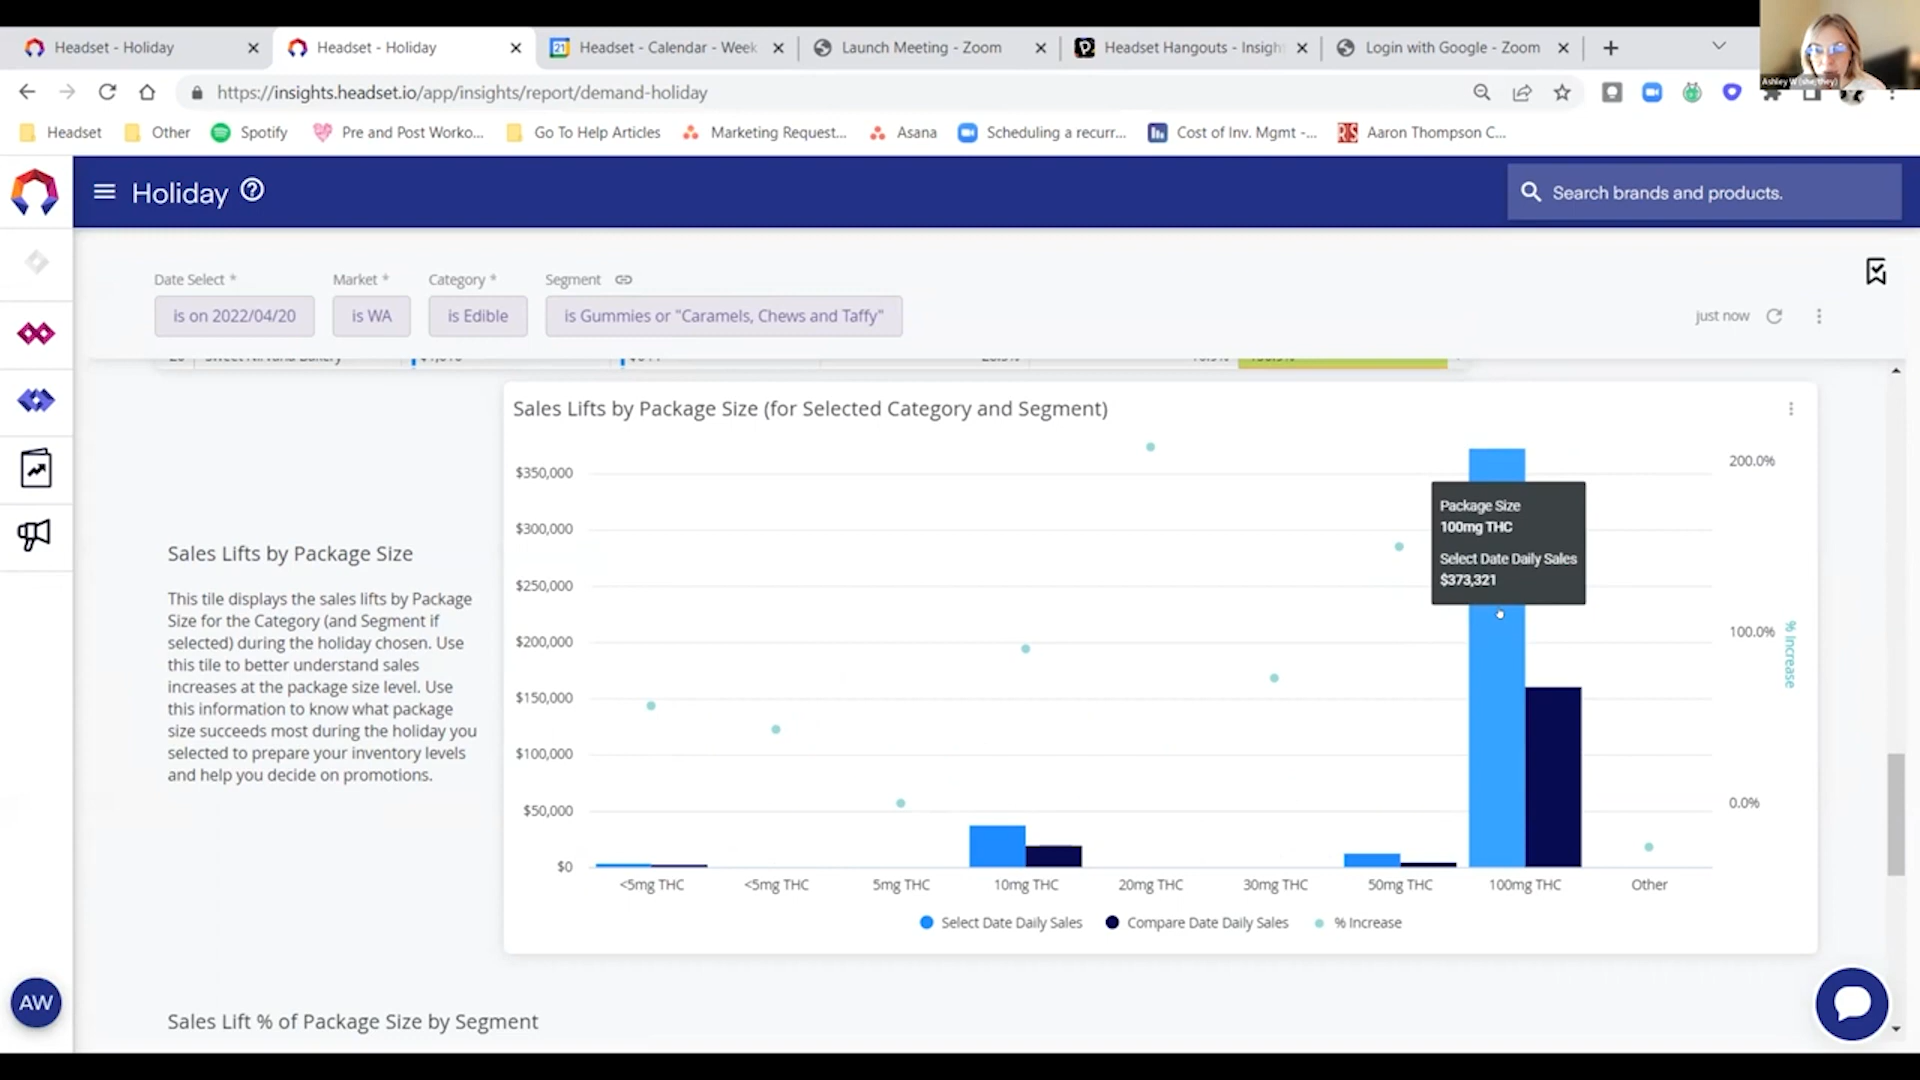 Headset - Holiday
Headset - Holiday
21
Headset - Calendar - Week
Launch Meeting - Zoom
Headset Hangouts - Insigh
Login with Google - Zoom
https://insights.headset.io/app/insights/report/demand-holiday
Ashley W (she, they)
Headset
Other
Spotify
Pre and Post Worko...
Go To Help Articles
Marketing Request...
Asana
Scheduling a recurr...
Cost of Inv. Mgmt -...
RS
Aaron Thompson C...
Holiday
Search brands and products.
Date Select *
Market *
Category *
Segment
is on 2022/04/20
is WA
is Edible
is Gummies or "Caramels, Chews and Taffy"
just now
Sales Lifts by Package Size (for Selected Category and Segment)
$350,000
$300,000
$250,000
$200,000
$150,000
$100,000
$50,000
$0
200.0%
100.0%
0.0%
% Increase
Package Size
100mg THC
Select Date Daily Sales
$373,321
<5mg THC
<5mg THC
5mg THC
10mg THC
20mg THC
30mg THC
50mg THC
100mg THC
Other
Select Date Daily Sales
Compare Date Daily Sales
% Increase
Sales Lifts by Package Size
This tile displays the sales lifts by Package
Size for the Category (and Segment if
selected) during the holiday chosen. Use
this tile to better understand sales
increases at the package size level. Use
this information to know what package
size succeeds most during the holiday you
selected to prepare your inventory levels
and help you decide on promotions.
AW
Sales Lift % of Package Size by Segment